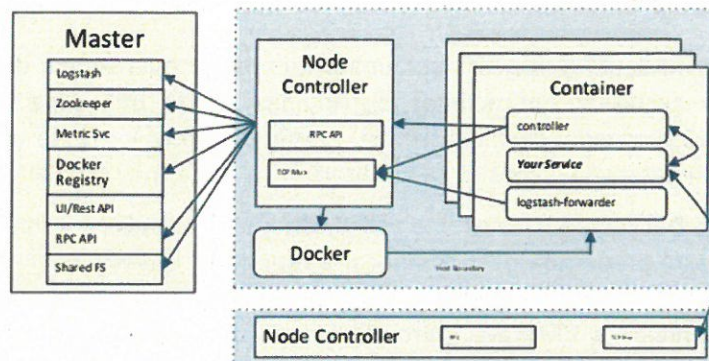 Master
Logstash
Zookeeper
Metric Svc
Docker
Registry
UI/Rest API
RPC API
Shared FS
Node
Controller
RPC API
TCP Mux
Docker
Container
controller
Your Service
logstash-forwarder
Host Boundary
Node Controller